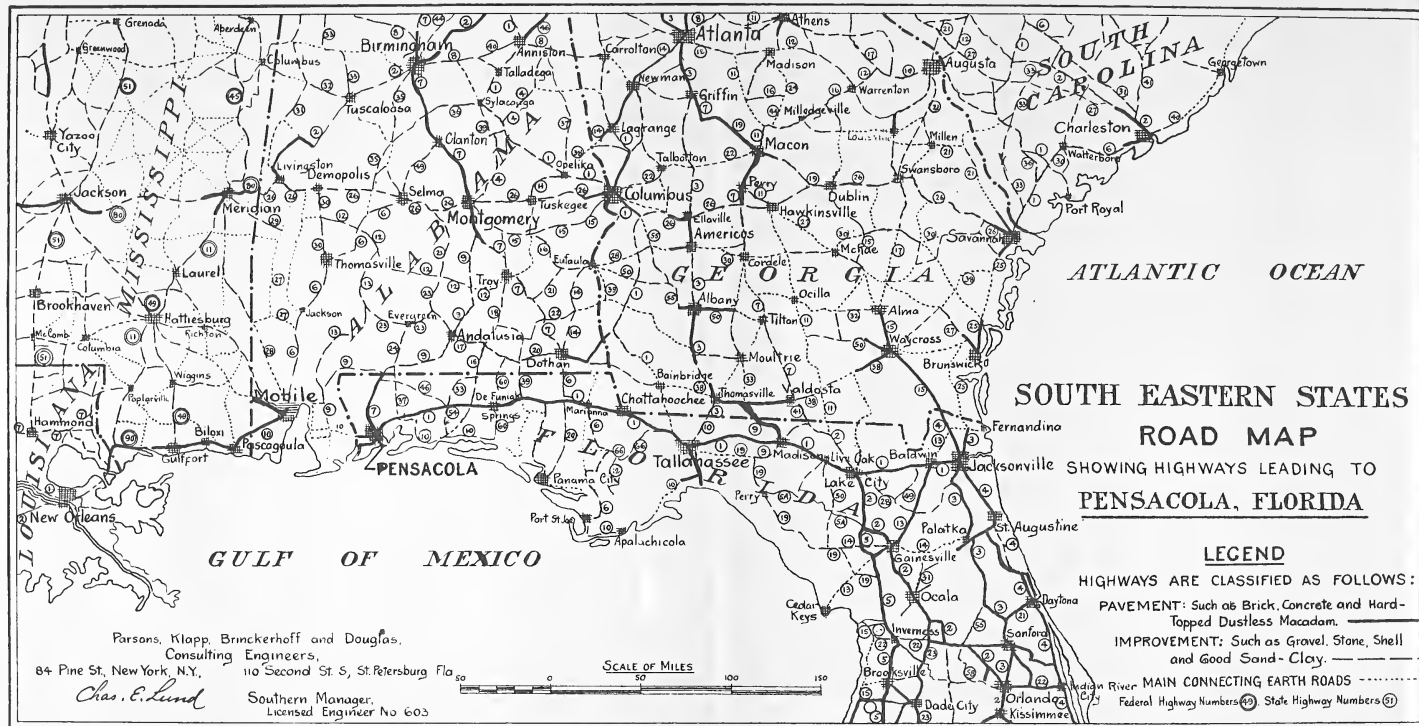 Grenada
Aberdeen
Greenwood
Columbus
Birmingham
Anniston
Talladega
Carrolton
Atlanta
Athens
Madison
Augusta
SOUTH CAROLINA
Georgetown
Newman
Griffin
Warrenton
Tuscaloosa
Sylacauga
Milledgeville
Yazoo
City
Clanton
Lagrange
Macon
Louisville
Millen
Charleston
Walterboro
Livingston
Demopolis
Opelika
Talbotton
Swansboro
Jackson
MISSISSIPPI
Meridian
Selma
ALABAMA
Montgomery
Tuskegee
Columbus
Perry
Dublin
Port Royal
Ellaville
Hawkinsville
Savannah
Americos
McRae
Laurel
Thomasville
Troy
Eufaula
Cordele
GEORGIA
ATLANTIC OCEAN
Brookhaven
Hattiesburg
Jackson
Evergreen
Albany
Ocilla
Alma
McComb
Columbia
Richton
Andalusia
Tilton
Waycross
Dothan
Moultrie
Brunswick
Poplarville
Wiggins
Mobile
Bainbridge
Valdosta
De Funiak
Springs
Marianna
Chattahoochee
Thomasville
SOUTH EASTERN STATES
LOUISIANA
Hammond
Biloxi
Fernandina
ROAD MAP
Gulfport
Pascagoula
PENSACOLA
FLORIDA
Tallahassee
Madison
Live Oak
Baldwin
Jacksonville
SHOWING HIGHWAYS LEADING TO
Panama City
Perry
Lake
City
PENSACOLA, FLORIDA
New Orleans
Port St. Joe
Apalachicola
Palatka
St. Augustine
GULF OF MEXICO
Gainesville
LEGEND
HIGHWAYS ARE CLASSIFIED AS FOLLOWS:
Cedar
Keys
Ocala
Daytona
PAVEMENT: Such as Brick, Concrete and Hard-
Topped Dustless Macadam.
Parsons, Klapp, Brinckerhoff and Douglas,
Consulting Engineers,
Inverness
Sanford
IMPROVEMENT: Such as Gravel, Stone, Shell
and Good Sand-Clay.
84 Pine St., New York, N.Y., 110 Second St. S, St. Petersburg Fla
SCALE OF MILES
50 0 50 100 150
Brooksville
Orlando
Indian River
City
MAIN CONNECTING EARTH ROADS
Chas. E. Lund
Southern Manager,
Licensed Engineer No 603
Dade City
Kissimmee
Federal Highway Numbers 49, State Highway Numbers 51